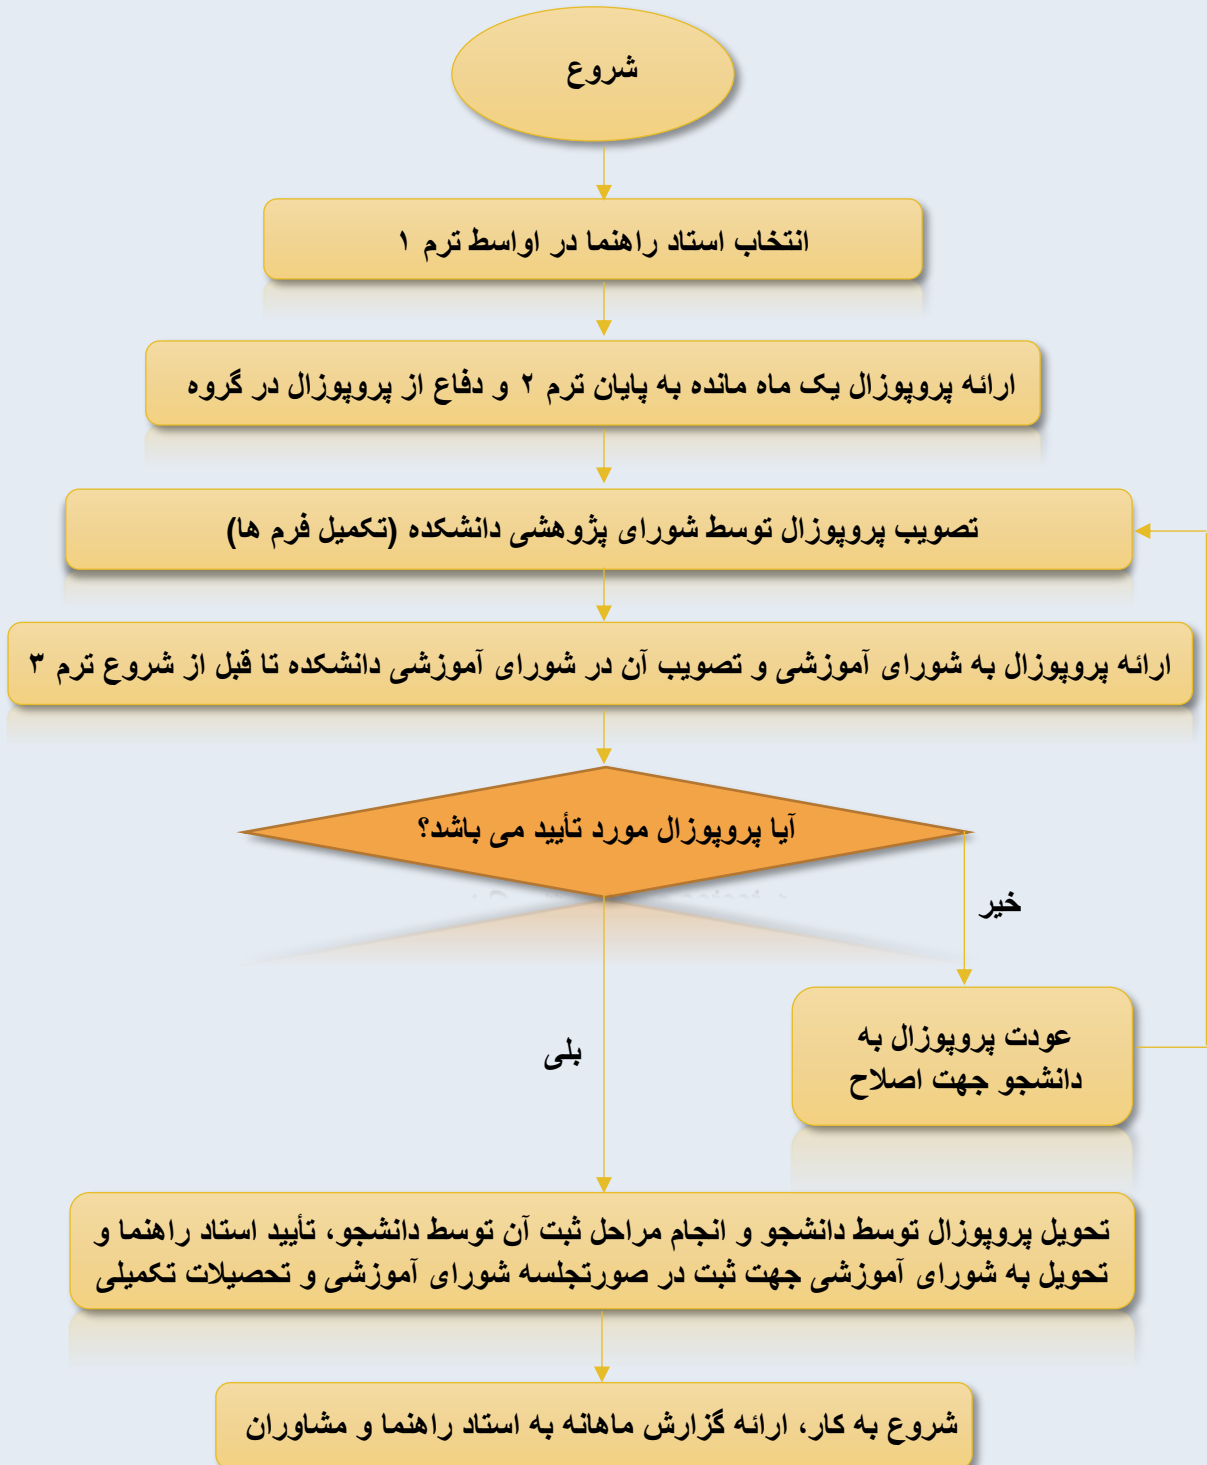 شروع
انتخاب استاد راهنما در اواسط ترم ۱
ارائه پروپوزال یک ماه مانده به پایان ترم ۲ و دفاع از پروپوزال در گروه
تصویب پروپوزال توسط شورای پژوهشی دانشکده (تکمیل فرم ها)
ارائه پروپوزال به شورای آموزشی و تصویب آن در شورای آموزشی دانشکده تا قبل از شروع ترم ۳
آیا پروپوزال مورد تأیید می باشد؟
خیر
عودت پروپوزال به
دانشجو جهت اصلاح
بلی
تحویل پروپوزال توسط دانشجو و انجام مراحل ثبت آن توسط دانشجو، تأیید استاد راهنما و
تحویل به شورای آموزشی جهت ثبت در صورتجلسه شورای آموزشی و تحصیلات تکمیلی
شروع به کار، ارائه گزارش ماهانه به استاد راهنما و مشاوران